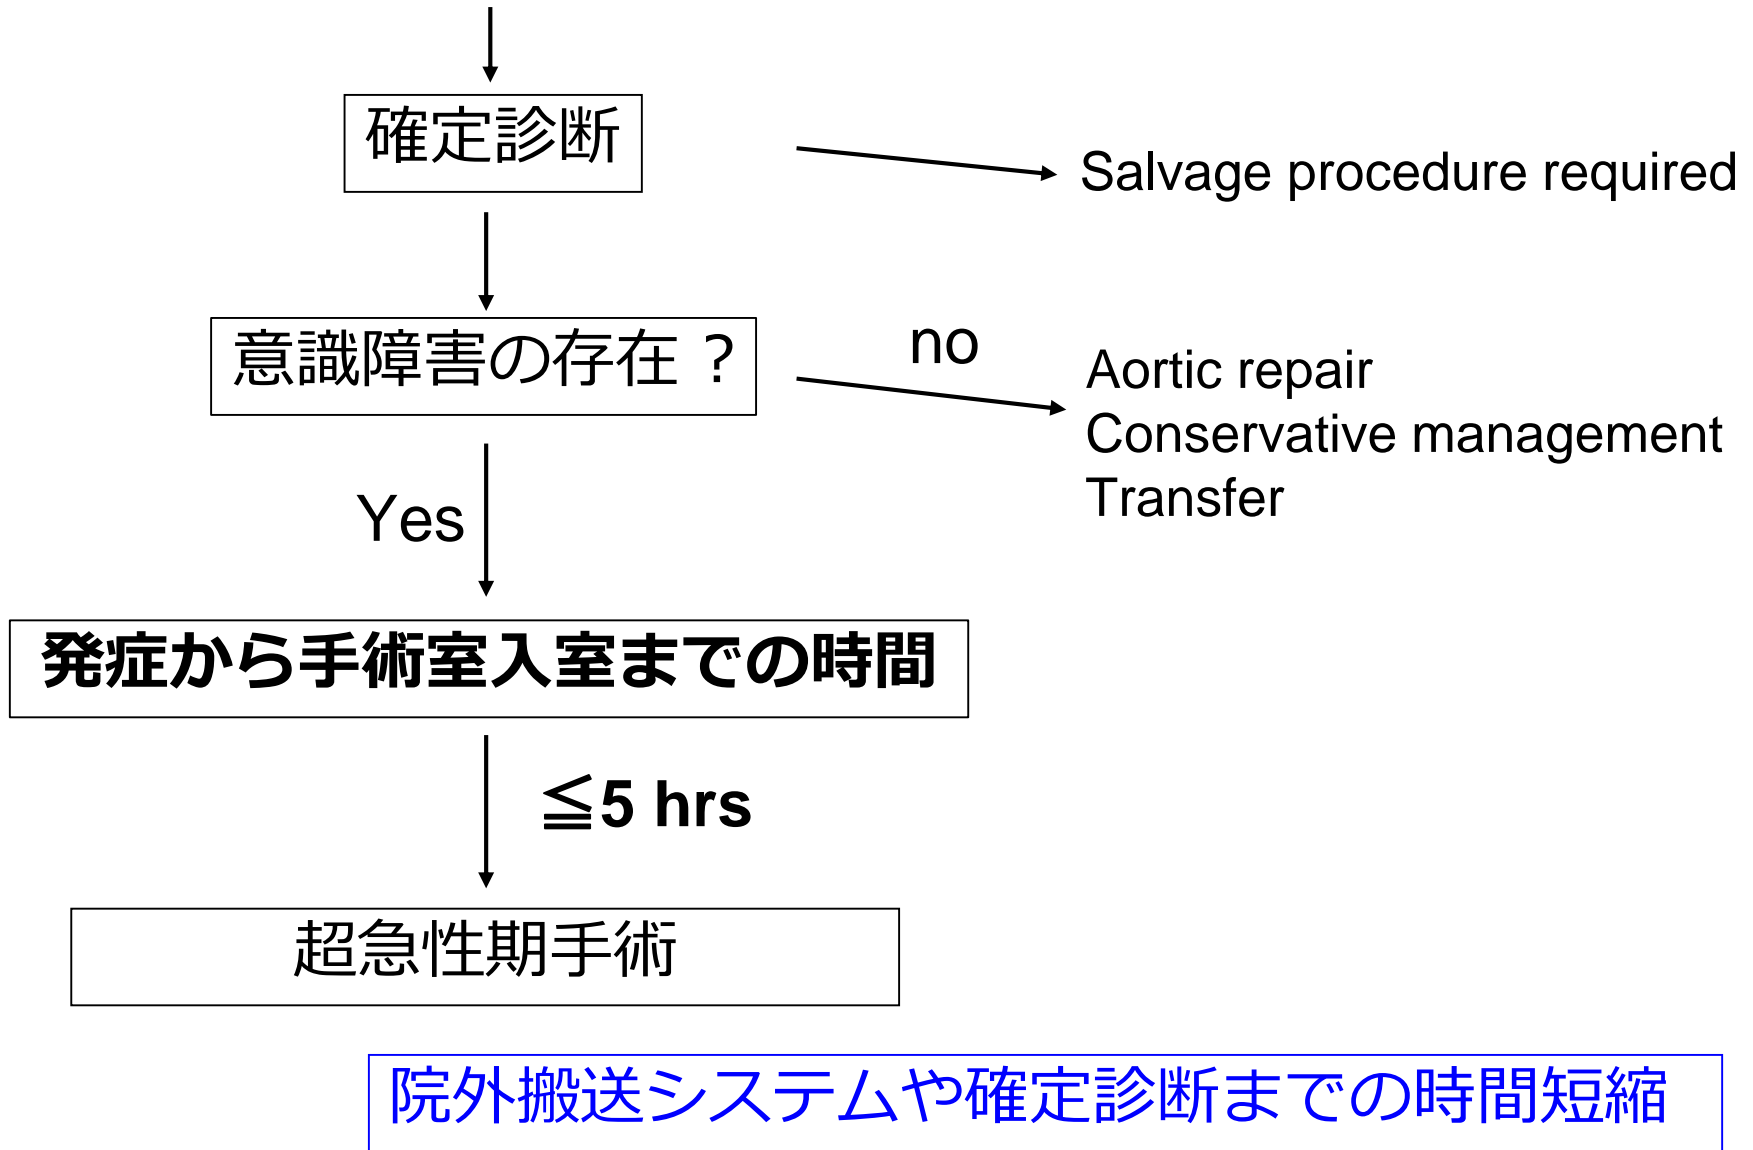 確定診断
Salvage procedure required
意識障害の存在？
no
Aortic repair
Conservative management
Transfer
Yes
発症から手術室入室までの時間
≦5 hrs
超急性期手術
院外搬送システムや確定診断までの時間短縮